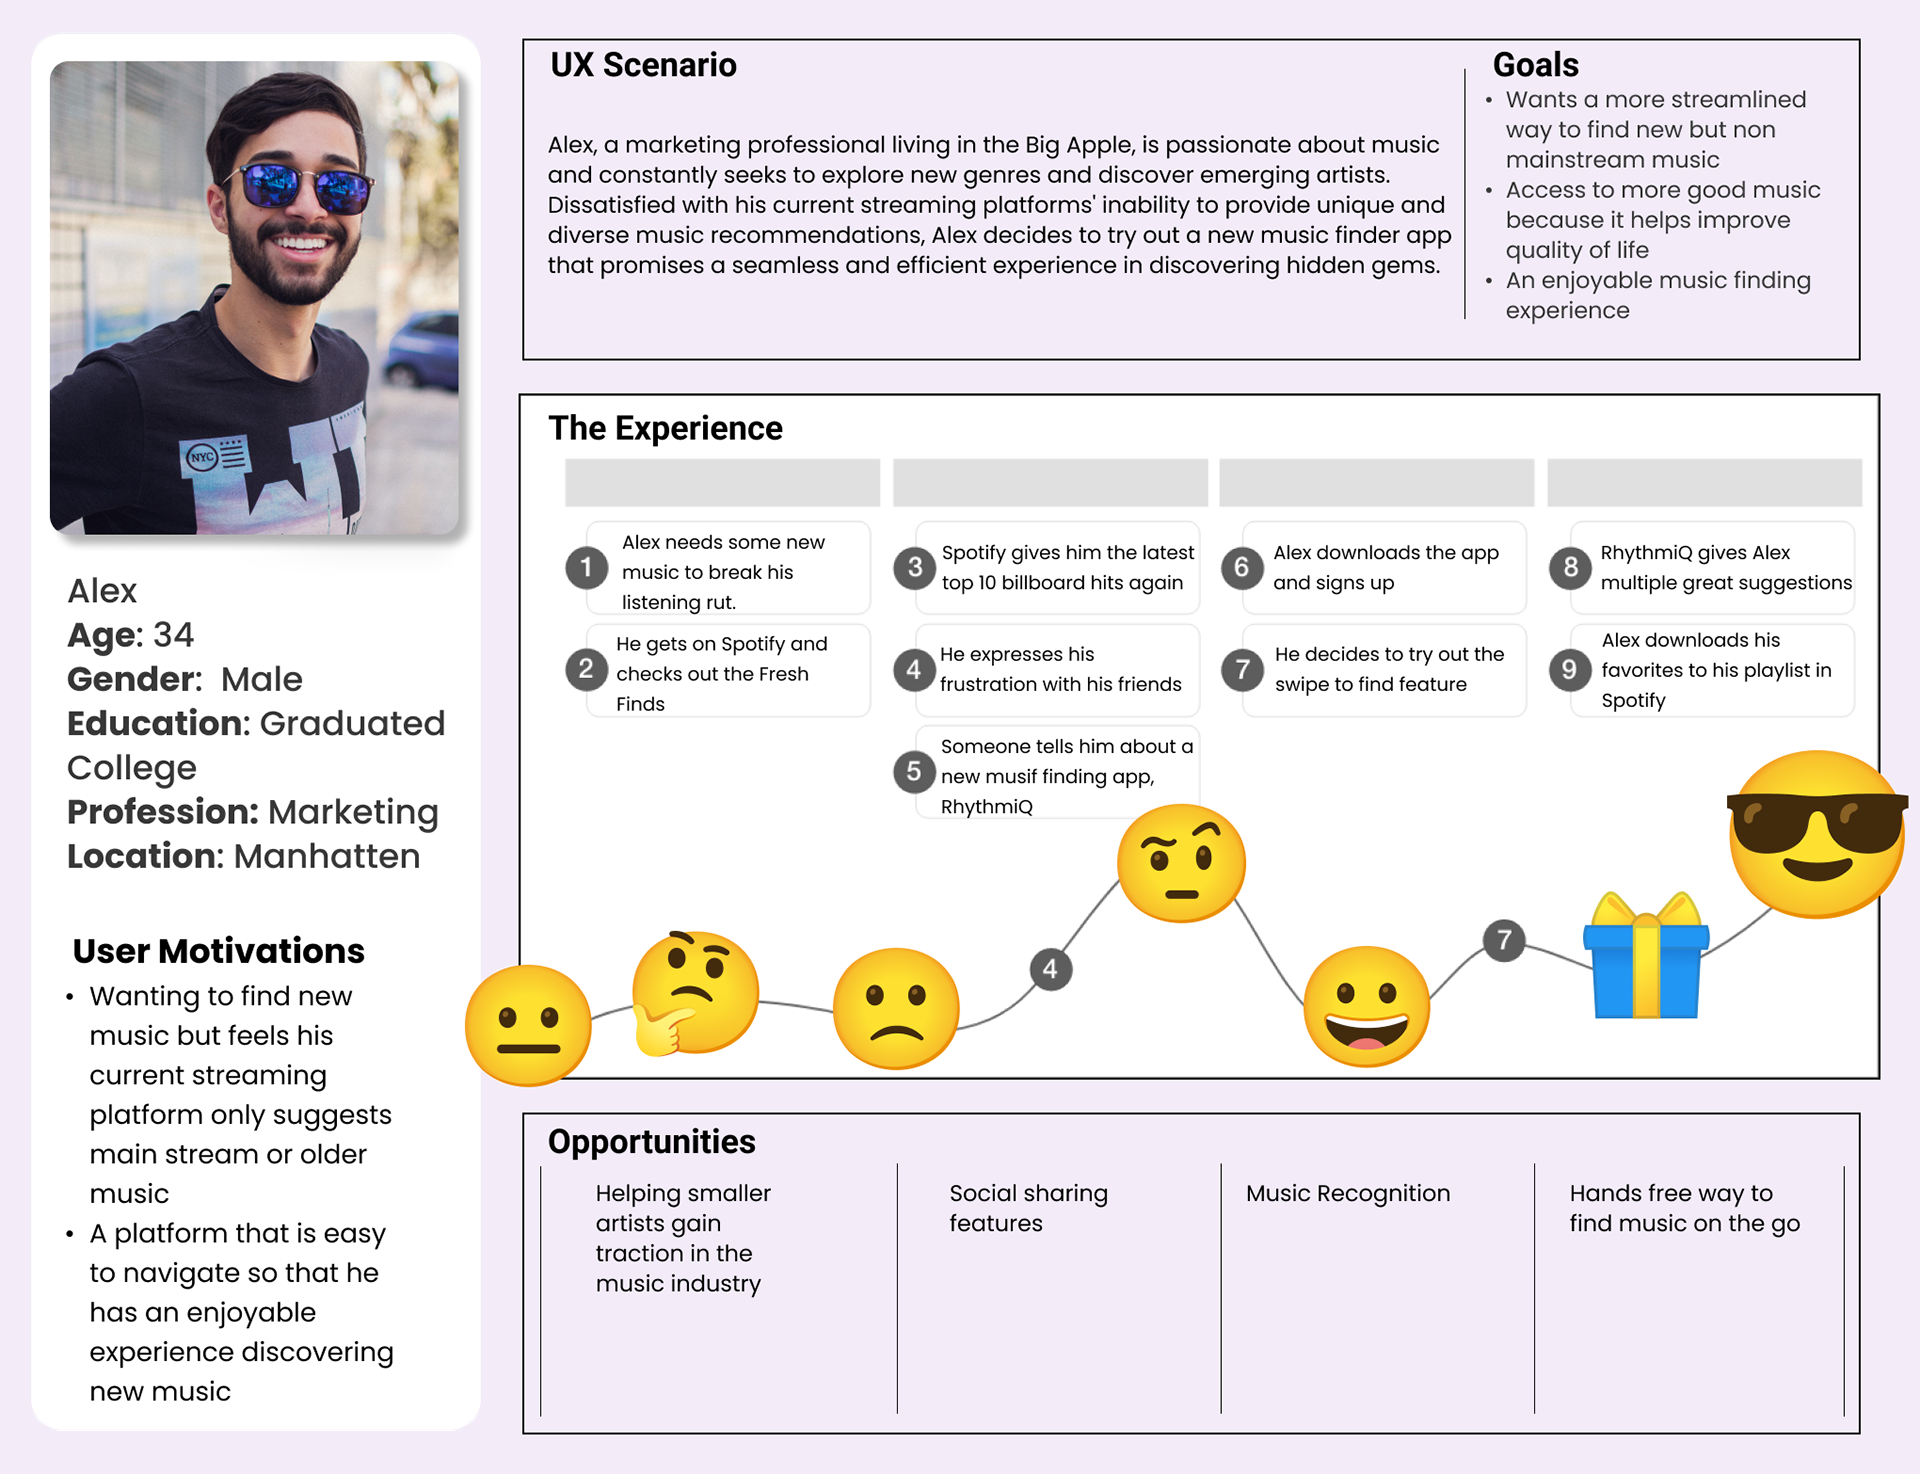 NYC
Alex
Age: 34
Gender:  Male
Education: Graduated
College
Profession: Marketing
Location: Manhatten
User Motivations
• Wanting to find new
music but feels his
current streaming
platform only suggests
main stream or older
music
• A platform that is easy
to navigate so that he
has an enjoyable
experience discovering
new music
UX Scenario
Alex, a marketing professional living in the Big Apple, is passionate about music
and constantly seeks to explore new genres and discover emerging artists.
Dissatisfied with his current streaming platforms' inability to provide unique and
diverse music recommendations, Alex decides to try out a new music finder app
that promises a seamless and efficient experience in discovering hidden gems.
Goals
• Wants a more streamlined
way to find new but non
mainstream music
• Access to more good music
because it helps improve
quality of life
• An enjoyable music finding
experience
The Experience
1
Alex needs some new
music to break his
listening rut.
2
He gets on Spotify and
checks out the Fresh
Finds
3
Spotify gives him the latest
top 10 billboard hits again
4
He expresses his
frustration with his friends
5
Someone tells him about a
new musif finding app,
RhythmiQ
6
Alex downloads the app
and signs up
7
He decides to try out the
swipe to find feature
8
RhythmiQ gives Alex
multiple great suggestions
9
Alex downloads his
favorites to his playlist in
Spotify
4
7
Opportunities
Helping smaller
artists gain
traction in the
music industry
Social sharing
features
Music Recognition
Hands free way to
find music on the go